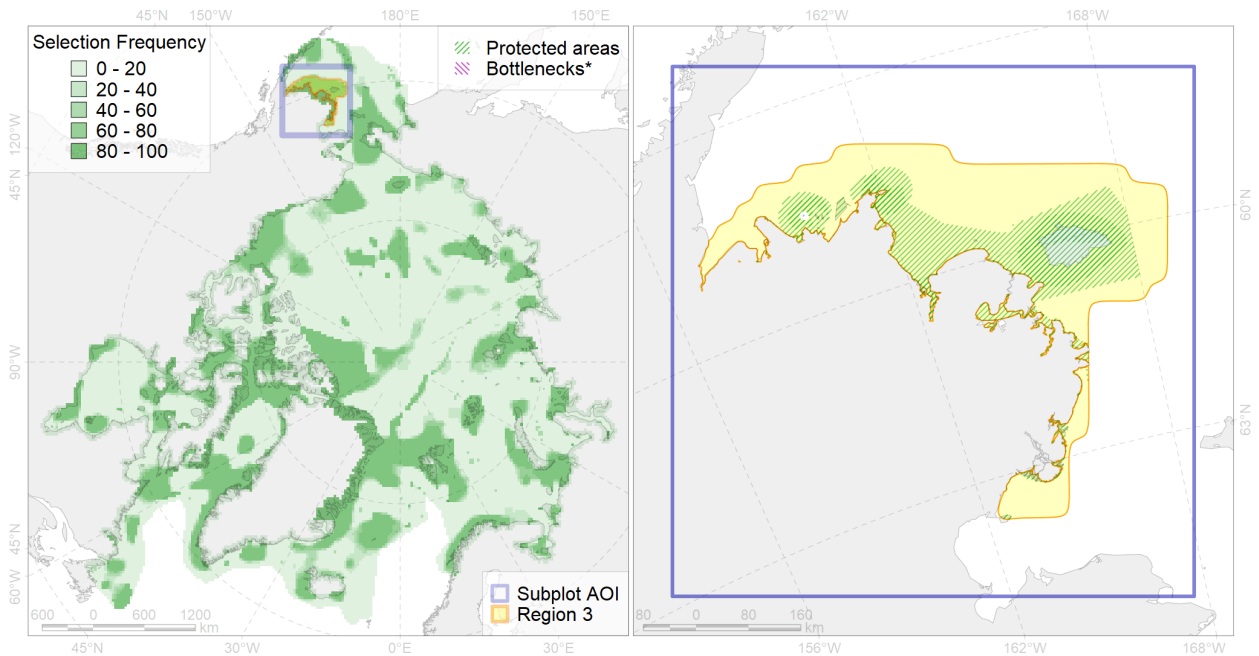 45°N 150°W 180°E 150°E
162°W 168°W
Selection Frequency
0 - 20
20 - 40
40 - 60
60 - 80
80 - 100
Protected areas
Bottlenecks*
120°W
45°N
90°W
45°N
60°W
60°N
63°N
Subplot AOI
Region 3
600 0 600 1200
km
80 0 80 160
km
45°N 30°W 0°E 30°E
156°W 162°W 168°W